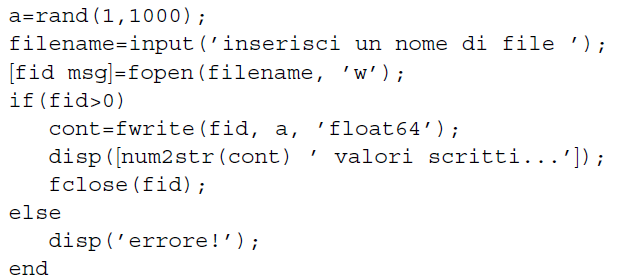 a=rand(1,1000);
filename=input('inserisci un nome di file ');
[fid msg]=fopen(filename, 'w');
if(fid>0)
   cont=fwrite(fid, a, 'float64');
   disp([num2str(cont) ' valori scritti...']);
   fclose(fid);
else
   disp('errore!');
end